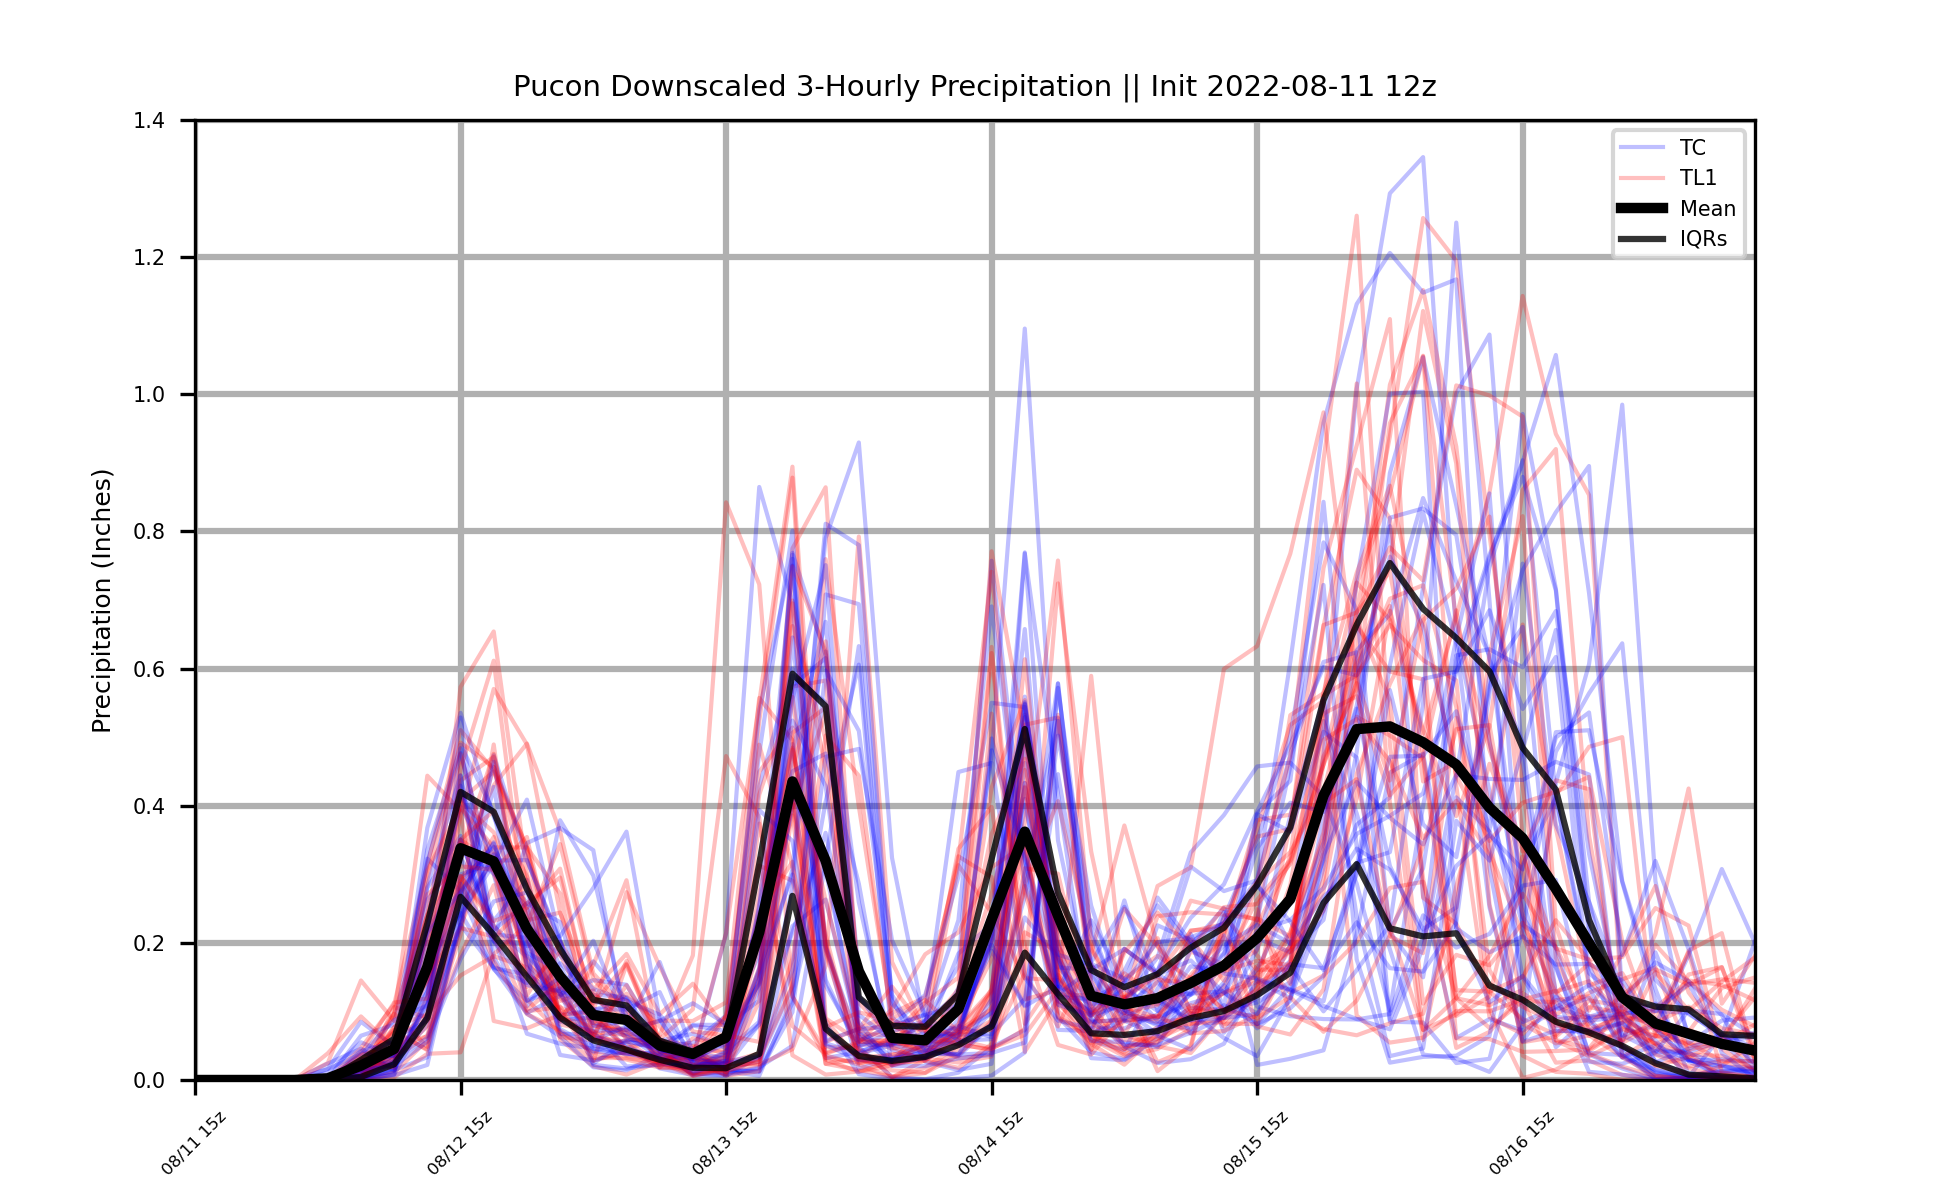 Pucon Downscaled 3-Hourly Precipitation || Init 2022-08-11 12z
1.4
1.2
1.0
0.8
0.6
0.4
0.2
0.0
Precipitation (Inches)
TC
TL1
Mean
IQRs
08/11 15z
08/12 15z
08/13 15z
08/14 15z
08/15 15z
08/16 15z